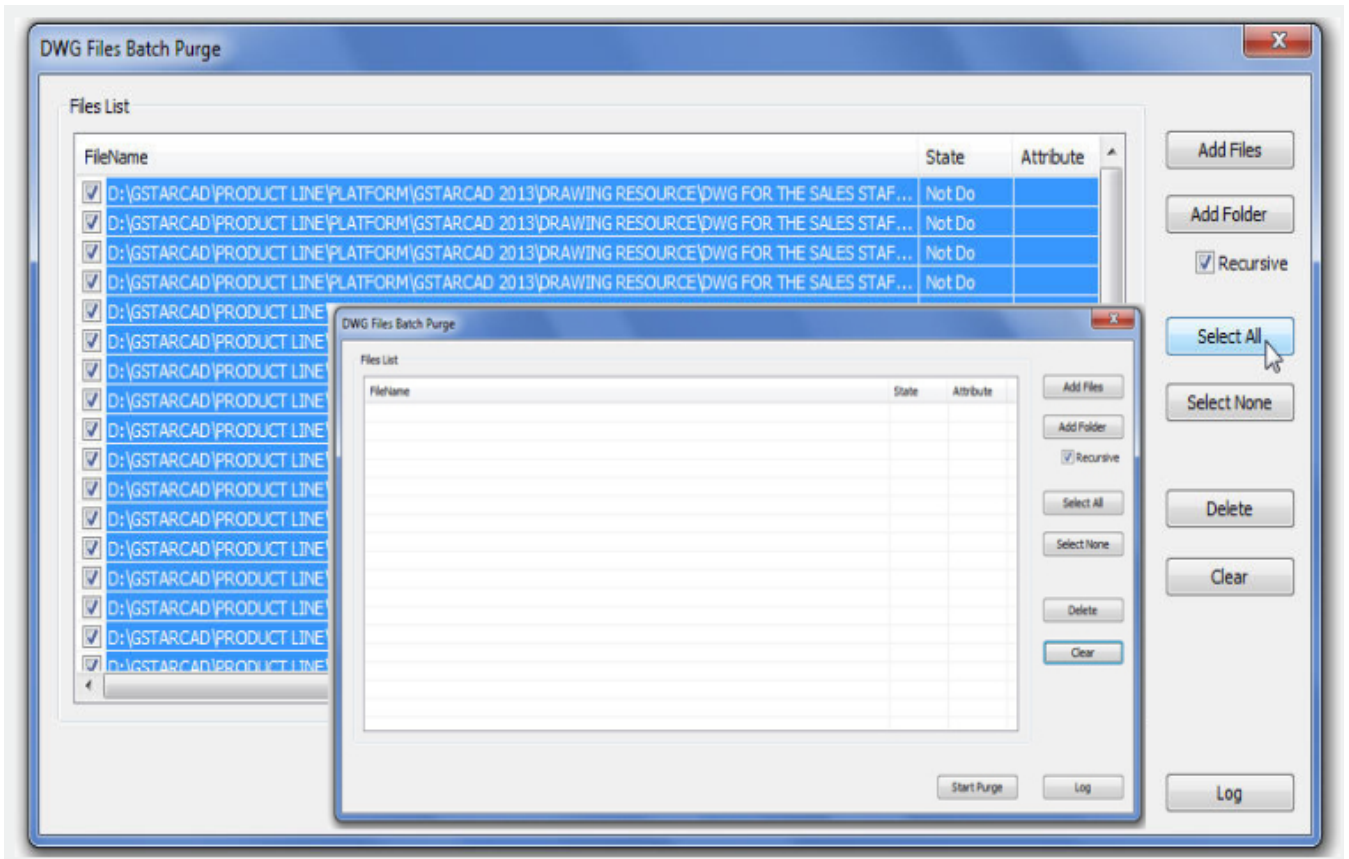 DWG Files Batch Purge
X
Files List
FileName State Attribute
D:\GSTARCAD\PRODUCT LINE\PLATFORM\GSTARCAD 2013\DRAWING RESOURCE\DWG FOR THE SALES STAF... Not Do
D:\GSTARCAD\PRODUCT LINE\PLATFORM\GSTARCAD 2013\DRAWING RESOURCE\DWG FOR THE SALES STAF... Not Do
D:\GSTARCAD\PRODUCT LINE\PLATFORM\GSTARCAD 2013\DRAWING RESOURCE\DWG FOR THE SALES STAF... Not Do
D:\GSTARCAD\PRODUCT LINE\PLATFORM\GSTARCAD 2013\DRAWING RESOURCE\DWG FOR THE SALES STAF... Not Do
D:\GSTARCAD\PRODUCT LINE\
D:\GSTARCAD\PRODUCT LINE\
D:\GSTARCAD\PRODUCT LINE\
D:\GSTARCAD\PRODUCT LINE\
D:\GSTARCAD\PRODUCT LINE\
D:\GSTARCAD\PRODUCT LINE\
D:\GSTARCAD\PRODUCT LINE\
D:\GSTARCAD\PRODUCT LINE\
D:\GSTARCAD\PRODUCT LINE\
D:\GSTARCAD\PRODUCT LINE\
D:\GSTARCAD\PRODUCT LINE\
D:\GSTARCAD\PRODUCT LINE\
D:\GSTARCAD\PRODUCT LINE\
Add Files
Add Folder
Recursive
Select All
Select None
Delete
Clear
Log
DWG Files Batch Purge
X
Files List
FileName State Attribute
Add Files
Add Folder
Recursive
Select All
Select None
Delete
Clear
Start Purge
Log